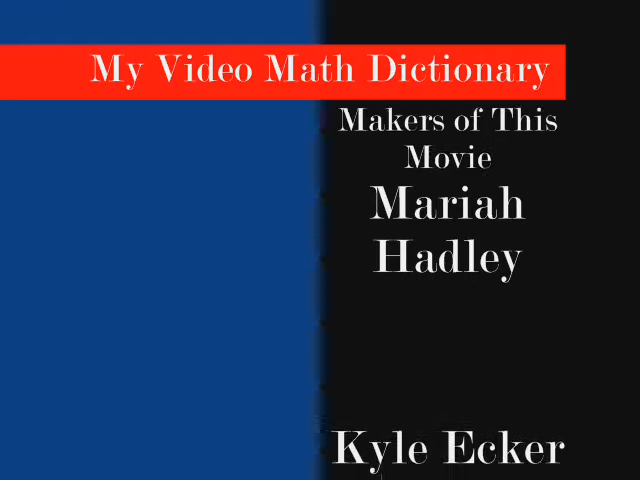 My Video Math Dictionary
Makers of This
Movie
Mariah
Hadley
Kyle Ecker